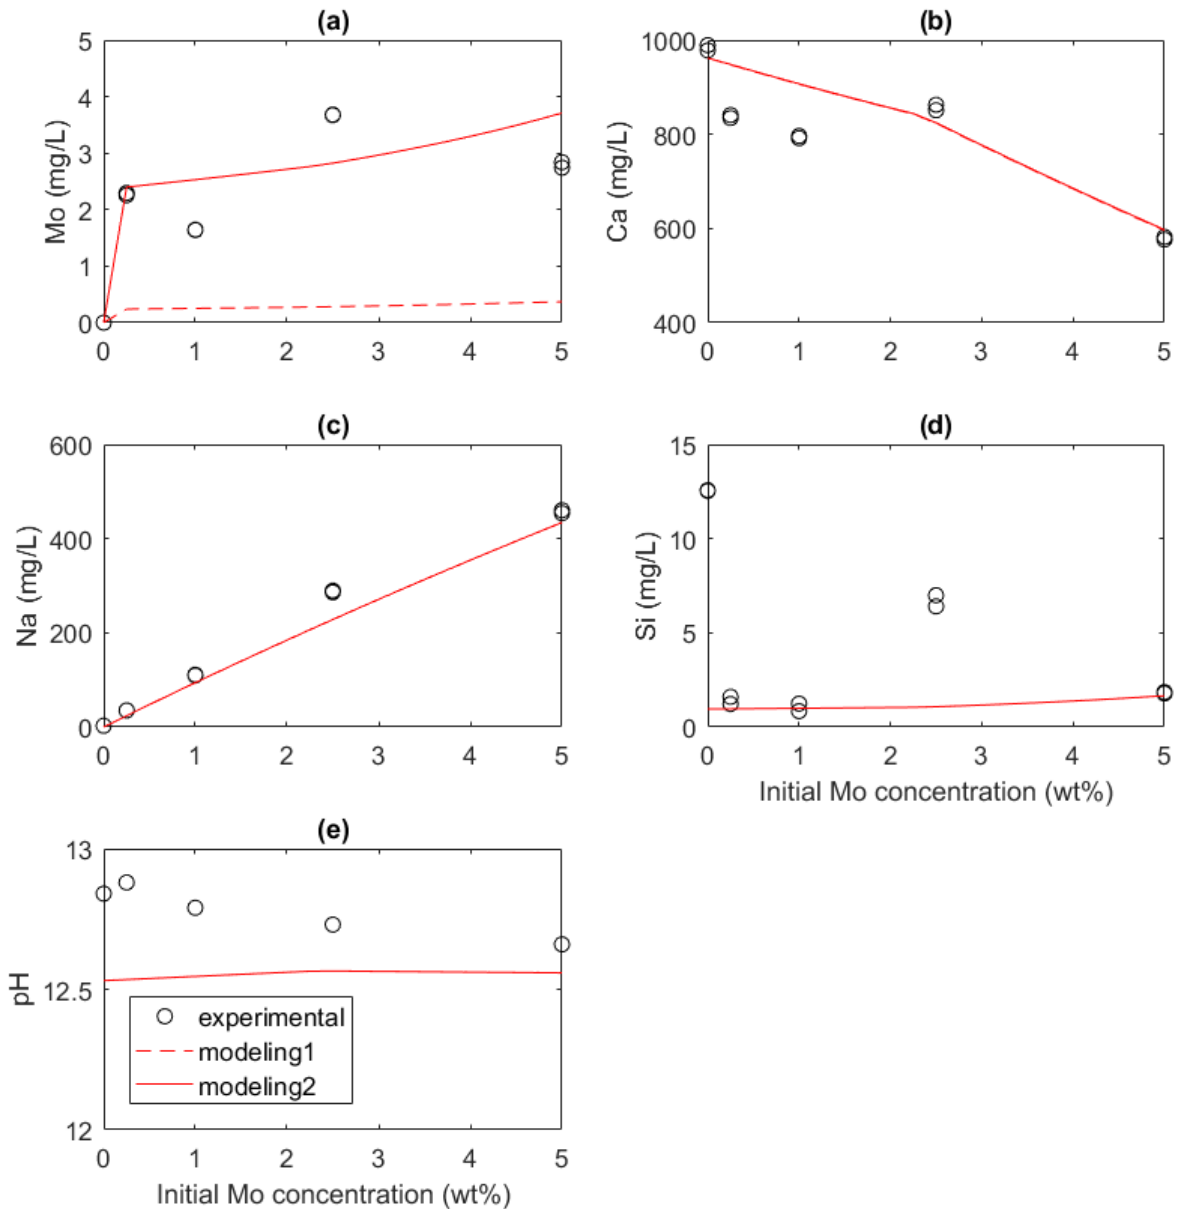 (a)
5
4
3
2
1
0
Mo (mg/L)
0 1 2 3 4 5
(b)
1000
800
600
400
Ca (mg/L)
0 1 2 3 4 5
(c)
600
400
200
0
Na (mg/L)
0 1 2 3 4 5
(d)
15
10
5
0
Si (mg/L)
0 1 2 3 4 5
Initial Mo concentration (wt%)
(e)
13
12.5
12
pH
experimental
modeling1
modeling2
0 1 2 3 4 5
Initial Mo concentration (wt%)